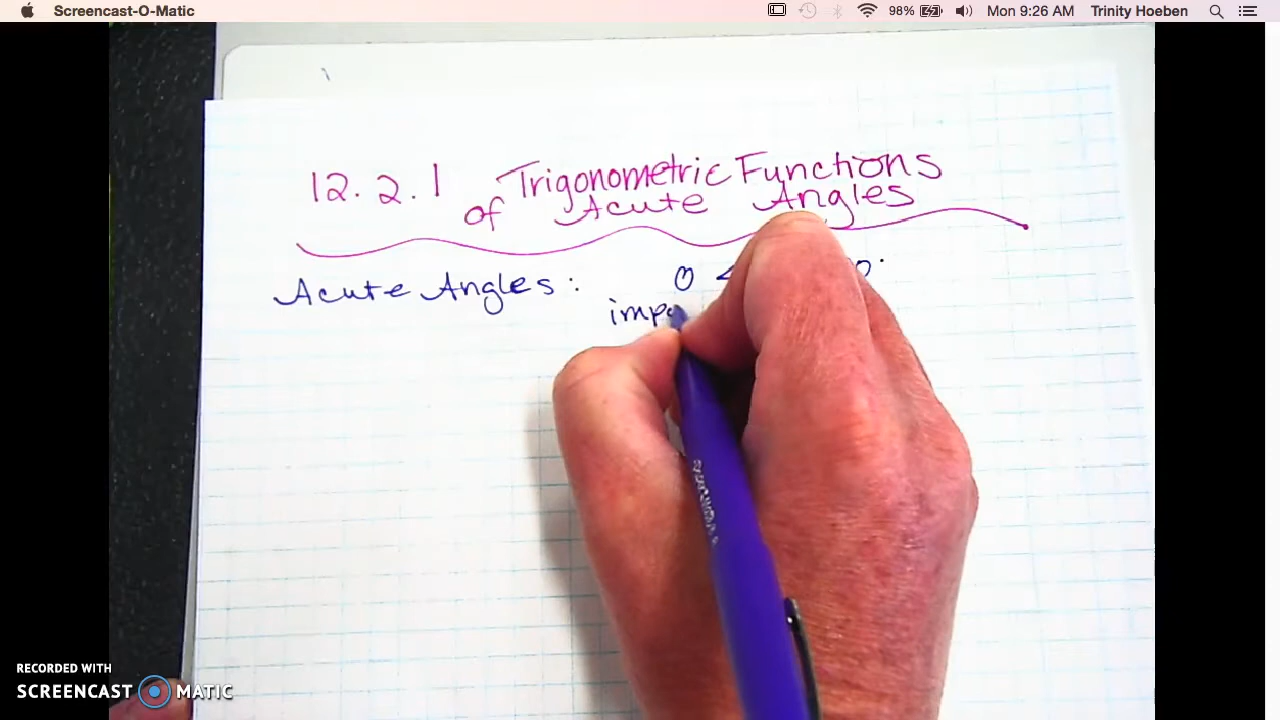 Screencast-O-Matic 98% Mon 9:26 AM Trinity Hoeben
12.2.1 Trigonometric Functions
of Acute Angles
Acute Angles: 0 <
imp
RECORDED WITH
SCREENCAST MATIC